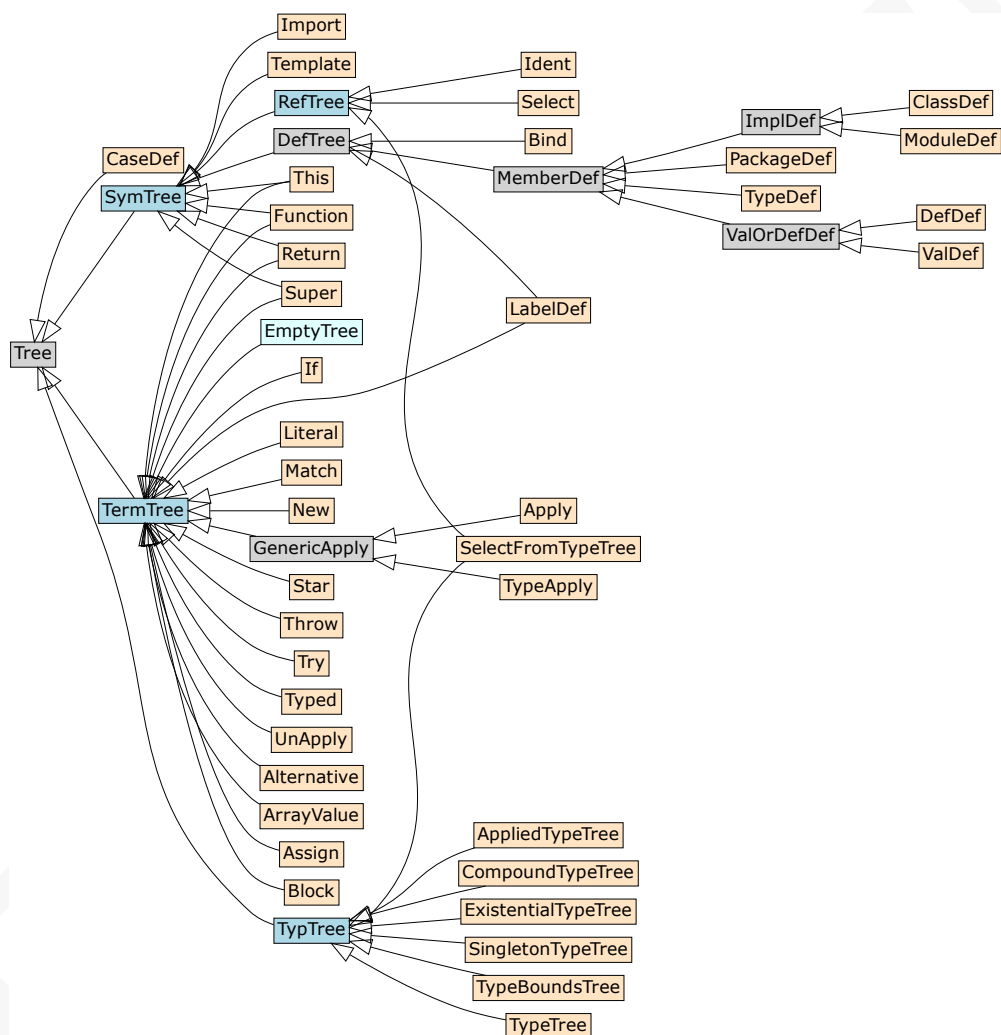 Import
Template
Ident
RefTree
Select
ClassDef
ImplDef
DefTree
Bind
ModuleDef
CaseDef
PackageDef
This
MemberDef
SymTree
TypeDef
Function
DefDef
ValOrDefDef
Return
ValDef
Super
LabelDef
EmptyTree
Tree
If
Literal
Match
TermTree
New
Apply
GenericApply
SelectFromTypeTree
Star
TypeApply
Throw
Try
Typed
UnApply
Alternative
ArrayValue
AppliedTypeTree
Assign
CompoundTypeTree
Block
ExistentialTypeTree
TypTree
SingletonTypeTree
TypeBoundsTree
TypeTree